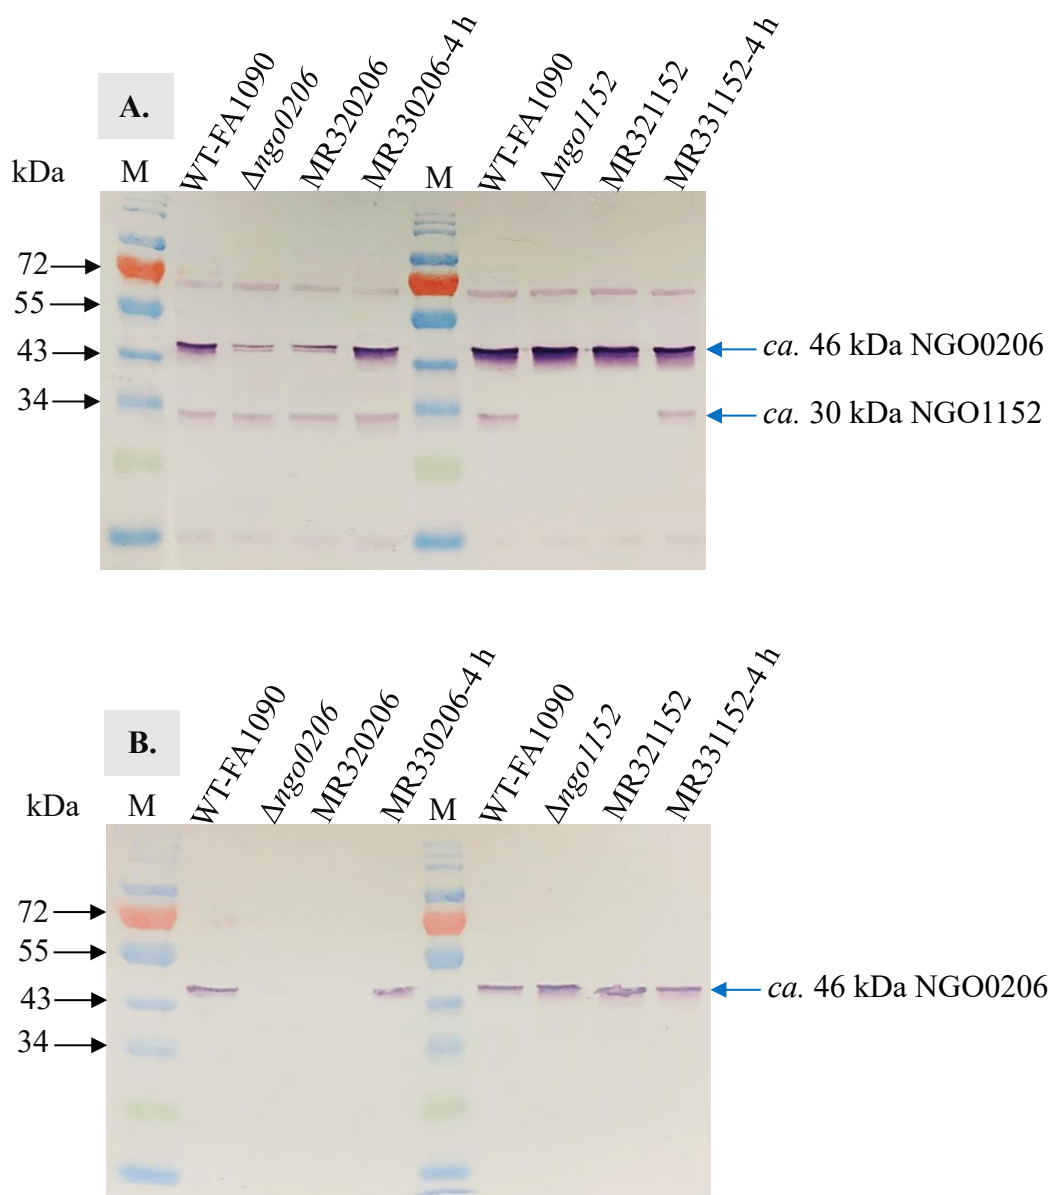 A.
kDa M WT-FA1090 Δngo0206 MR320206 MR330206-4 h M WT-FA1090 Δngo1152 MR321152 MR331152-4 h
72
55
43
34
ca. 46 kDa NGO0206
ca. 30 kDa NGO1152
B.
kDa M WT-FA1090 Δngo0206 MR320206 MR330206-4 h M WT-FA1090 Δngo1152 MR321152 MR331152-4 h
72
55
43
34
ca. 46 kDa NGO0206